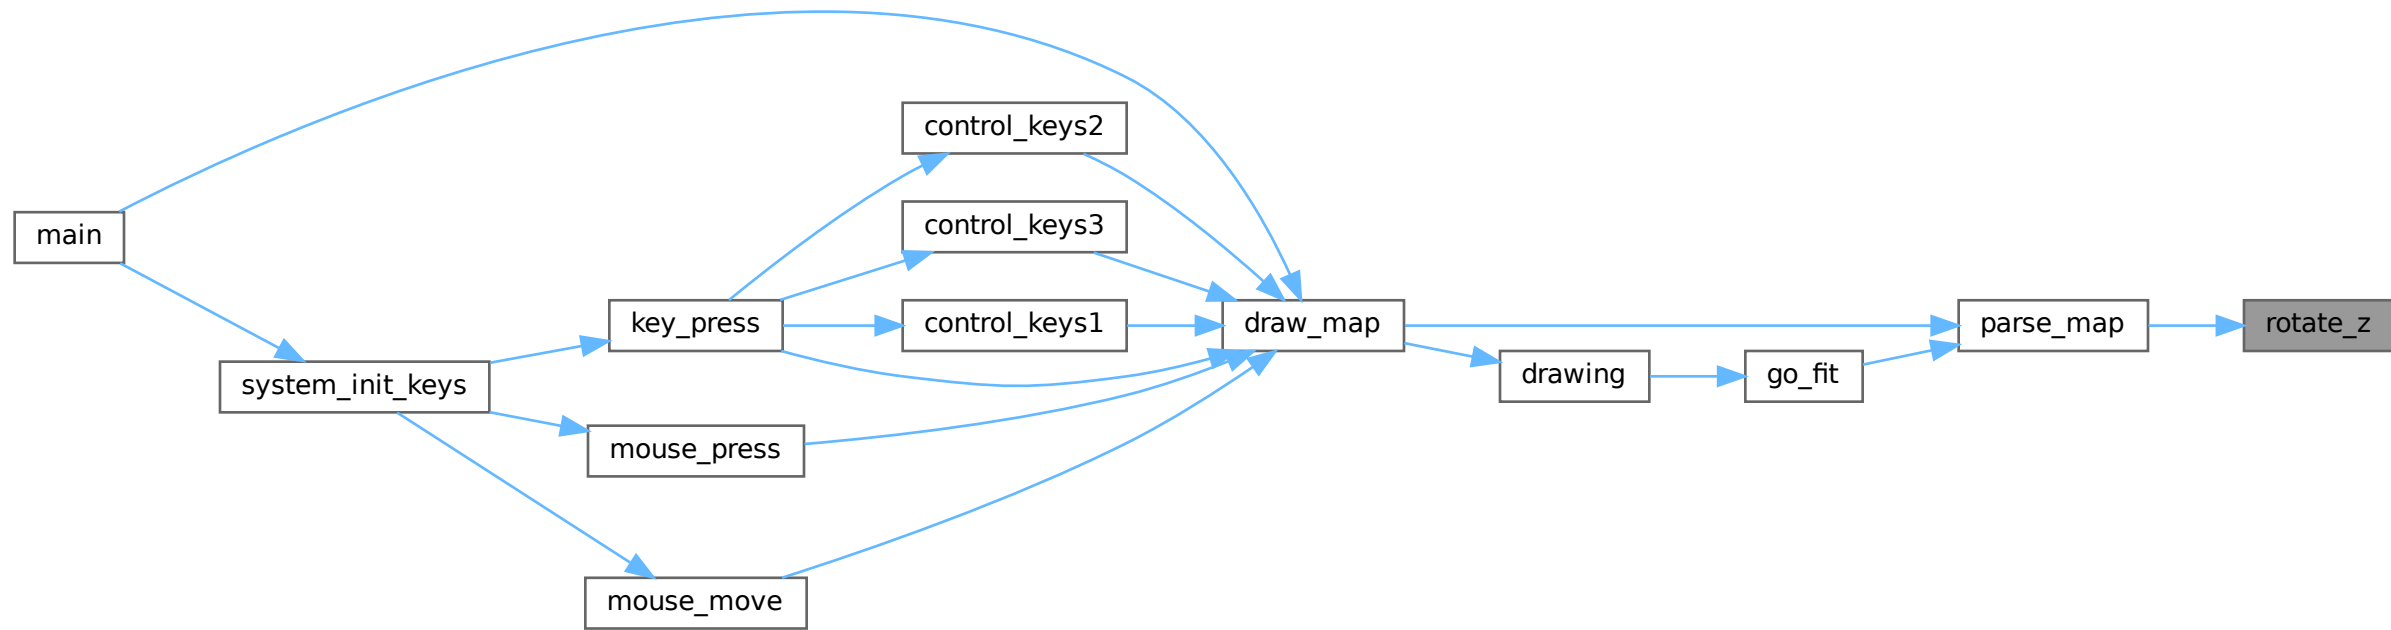 main
system_init_keys
key_press
mouse_press
mouse_move
control_keys2
control_keys3
control_keys1
draw_map
drawing
go_fit
parse_map
rotate_z